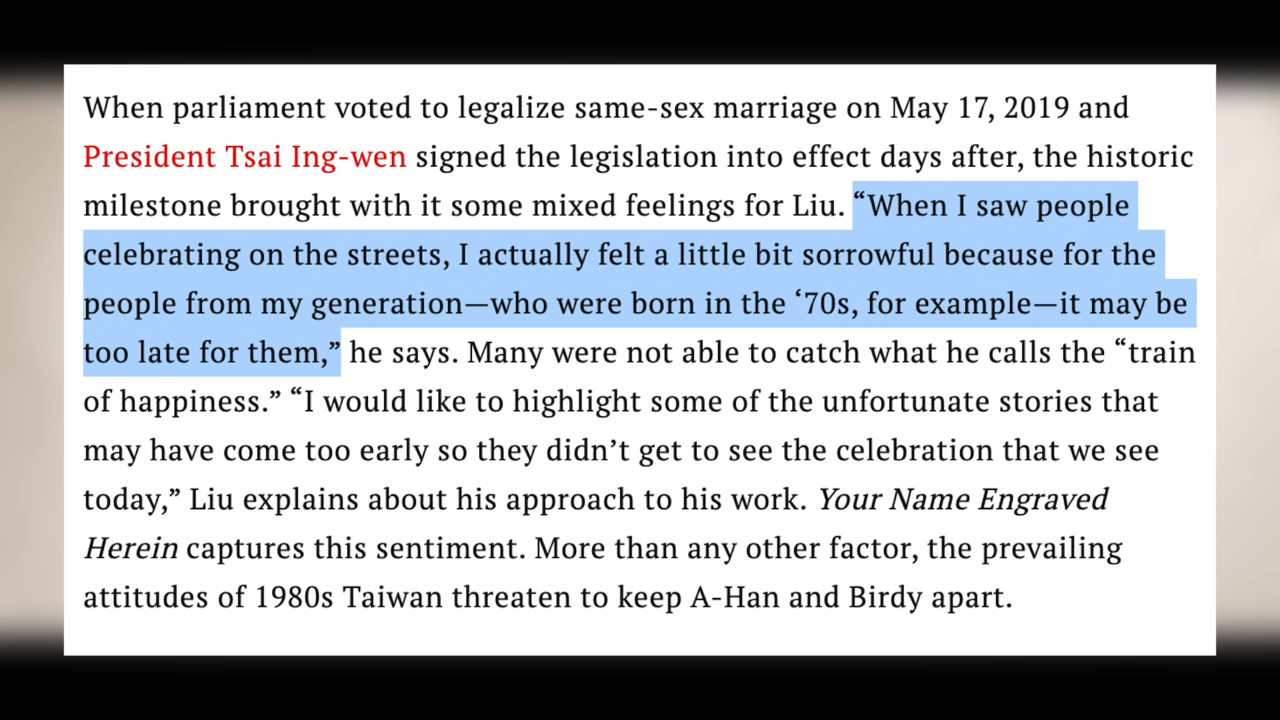 When parliament voted to legalize same-sex marriage on May 17, 2019 and
President Tsai Ing-wen signed the legislation into effect days after, the historic
milestone brought with it some mixed feelings for Liu. “When I saw people
celebrating on the streets, I actually felt a little bit sorrowful because for the
people from my generation—who were born in the ‘70s, for example—it may be
too late for them,” he says. Many were not able to catch what he calls the “train
of happiness.” “I would like to highlight some of the unfortunate stories that
may have come too early so they didn’t get to see the celebration that we see
today,” Liu explains about his approach to his work. Your Name Engraved
Herein captures this sentiment. More than any other factor, the prevailing
attitudes of 1980s Taiwan threaten to keep A-Han and Birdy apart.